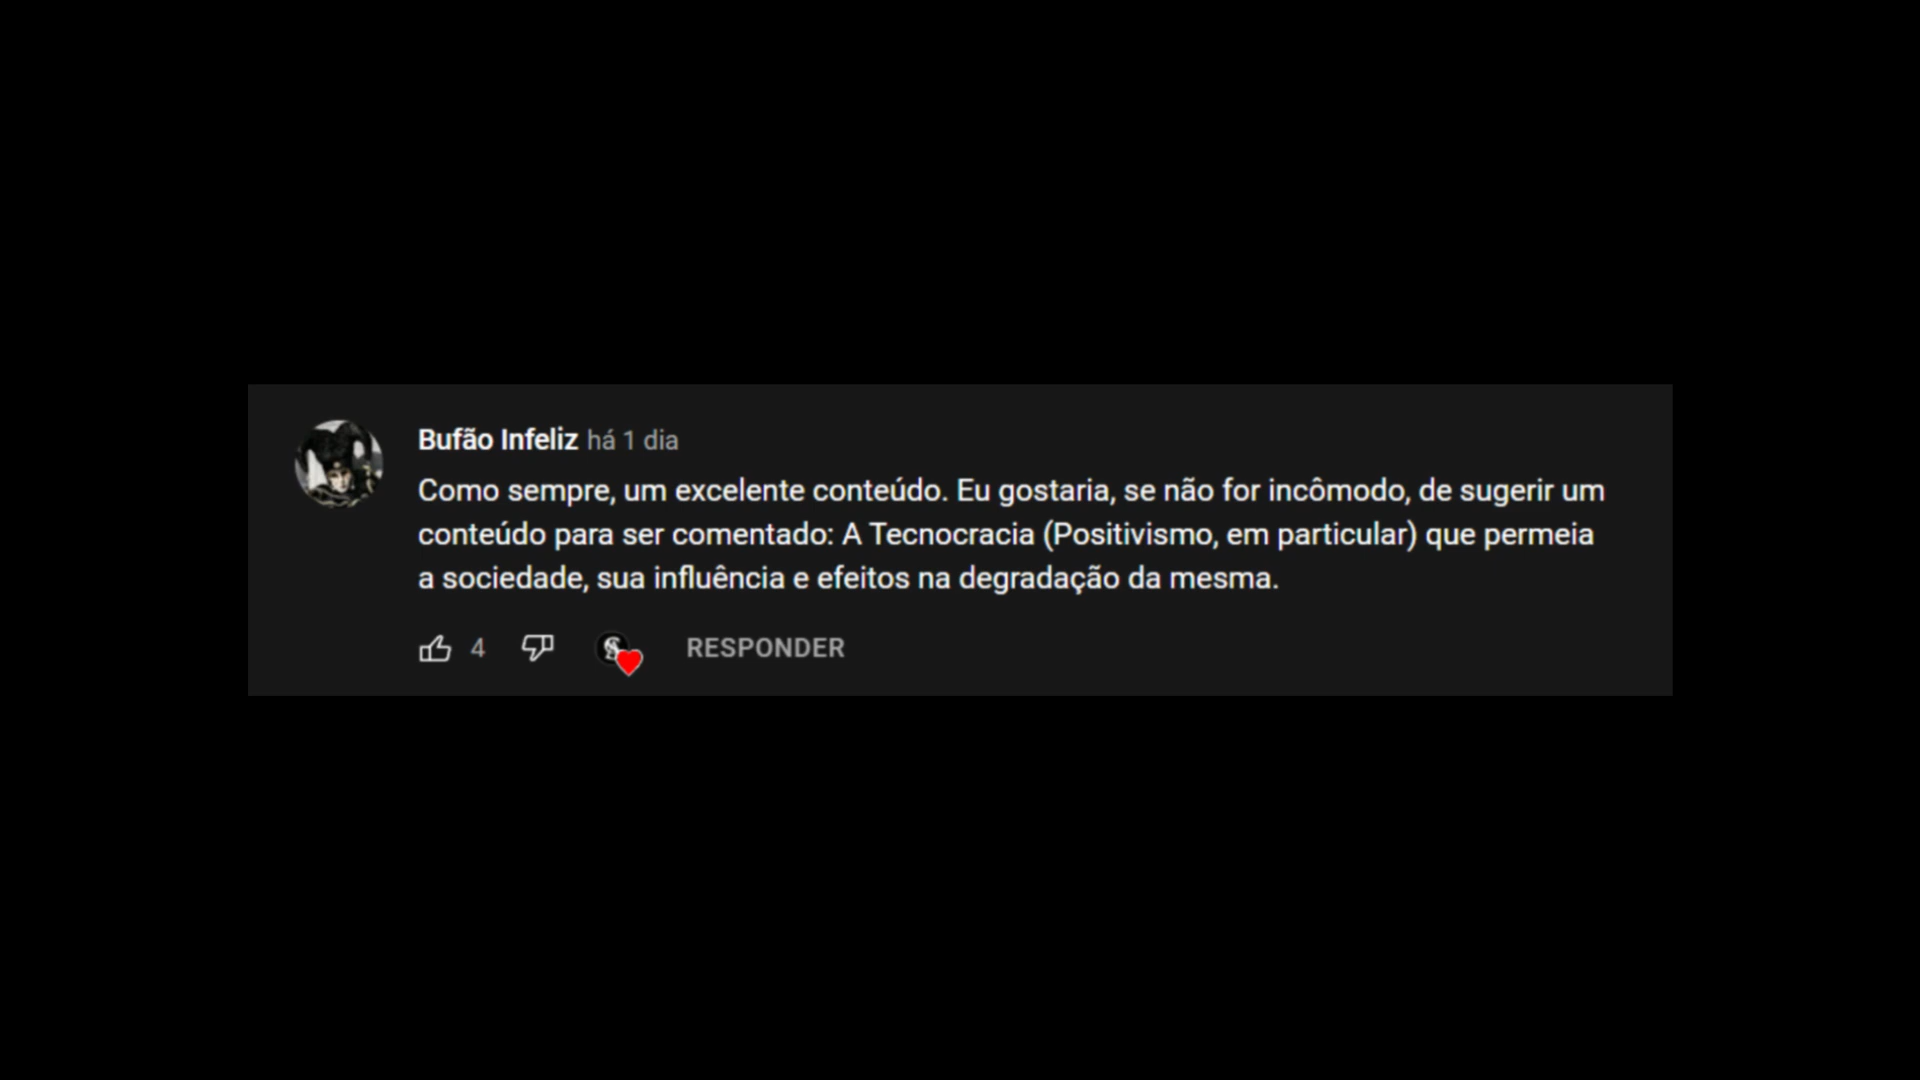 Bufão Infeliz há 1 dia
Como sempre, um excelente conteúdo. Eu gostaria, se não for incômodo, de sugerir um
conteúdo para ser comentado: A Tecnocracia (Positivismo, em particular) que permeia
a sociedade, sua influência e efeitos na degradação da mesma.
4 RESPONDER